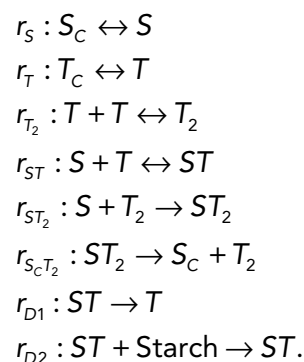 r_S : S_C ↔ S
r_T : T_C ↔ T
r_{T_2} : T + T ↔ T_2
r_{ST} : S + T ↔ ST
r_{ST_2} : S + T_2 → ST_2
r_{S_CT_2} : ST_2 → S_C + T_2
r_{D1} : ST → T
r_{D2} : ST + Starch → ST.